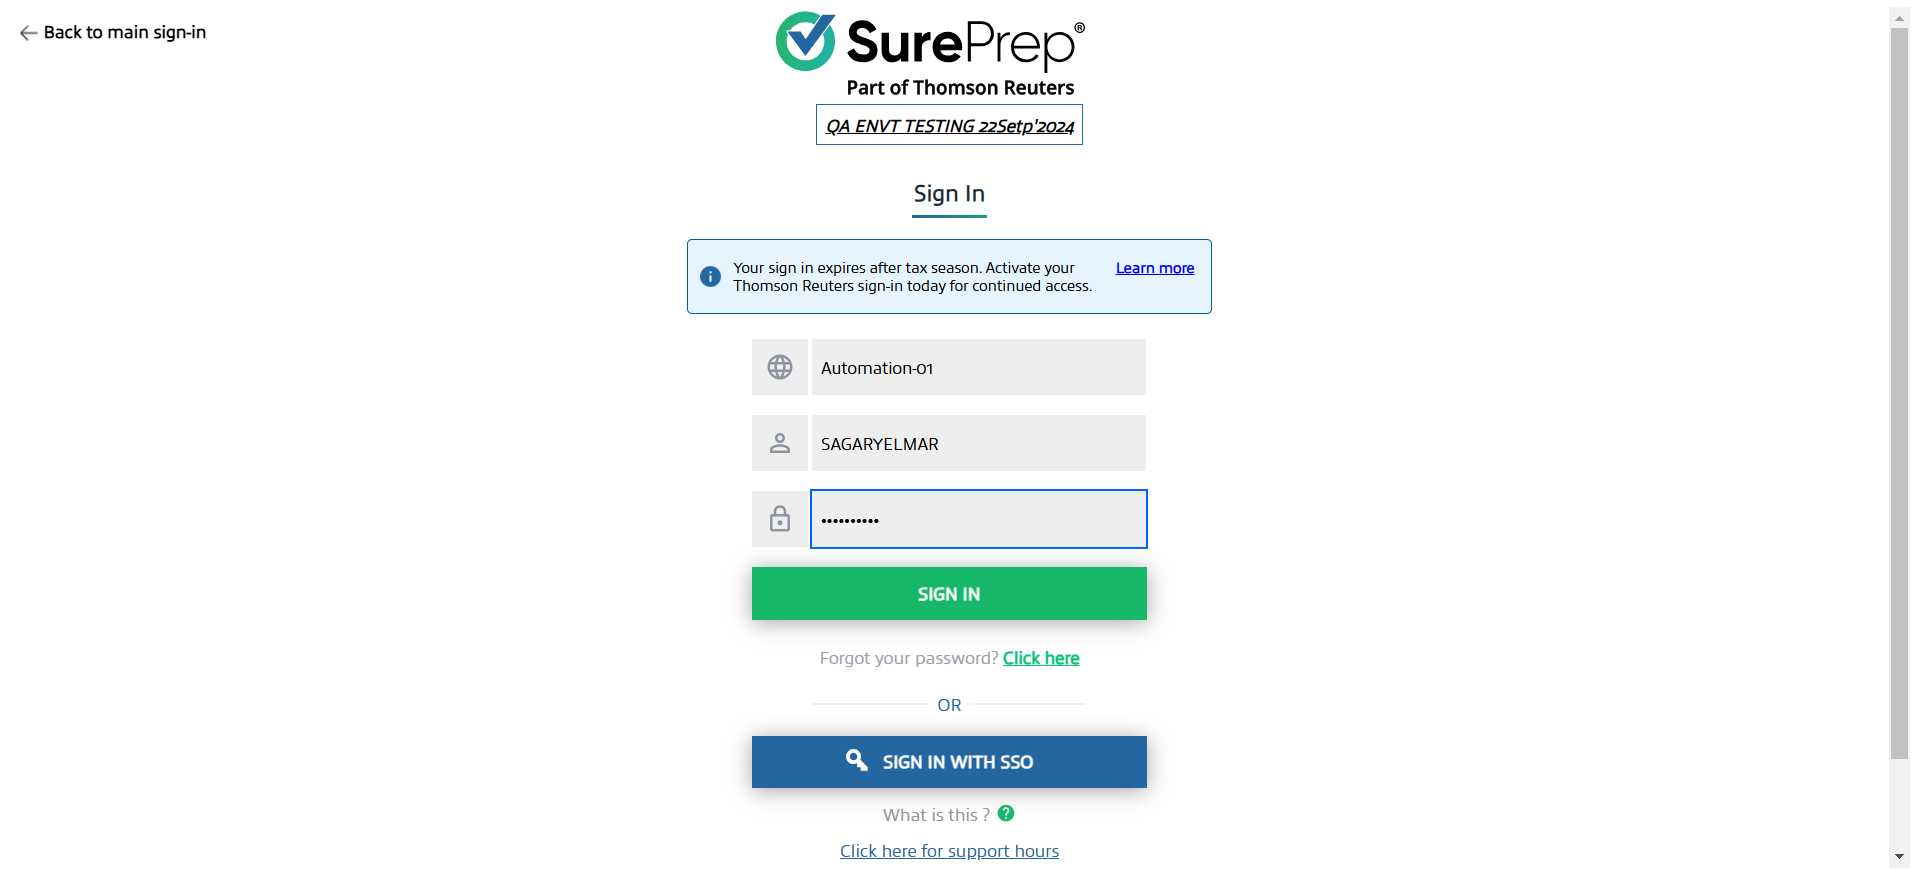 Back to main sign-in
SurePrep®
Part of Thomson Reuters
QA ENVT TESTING 22Setp'2024
Sign In
Your sign in expires after tax season. Activate your
Thomson Reuters sign-in today for continued access.
Learn more
Automation-01
SAGARYELMAR
••••••••••
SIGN IN
Forgot your password? Click here
OR
SIGN IN WITH SSO
What is this ? ?
Click here for support hours